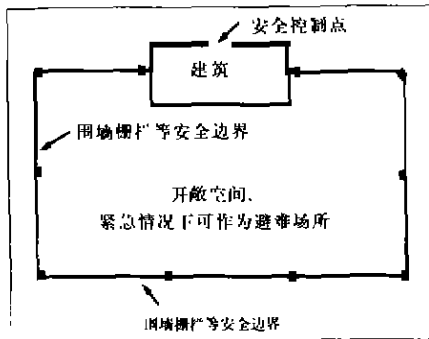 安全控制点
建筑
围墙栅栏等安全边界
开敞空间、
紧急情况下可作为避难场所
围墙栅栏等安全边界